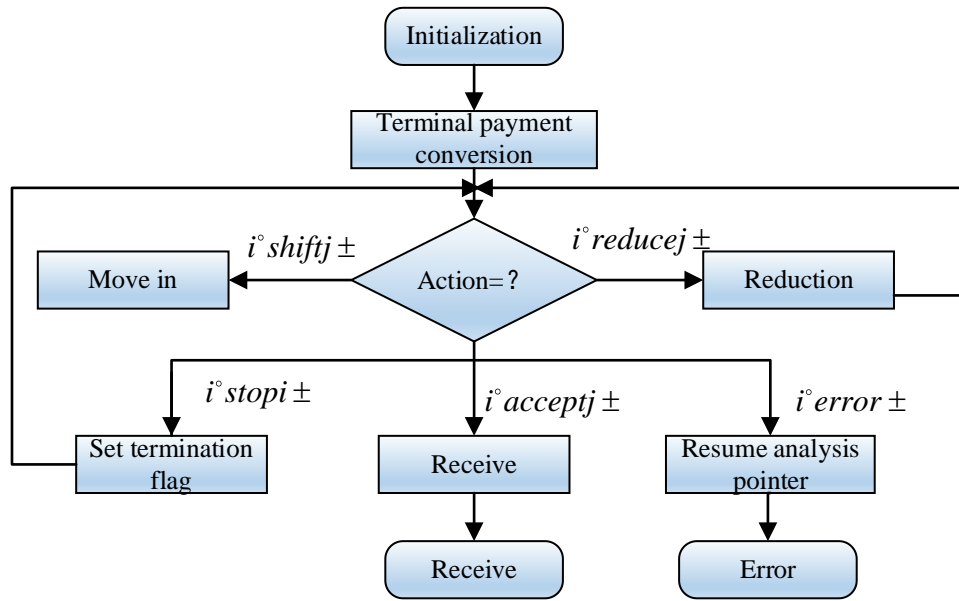 Initialization
Terminal payment
conversion
i°shiftj ±
i°reducej ±
Move in
Action=？
Reduction
i°stopi ±
i°acceptj ±
i°error ±
Set termination
flag
Receive
Resume analysis
pointer
Receive
Error